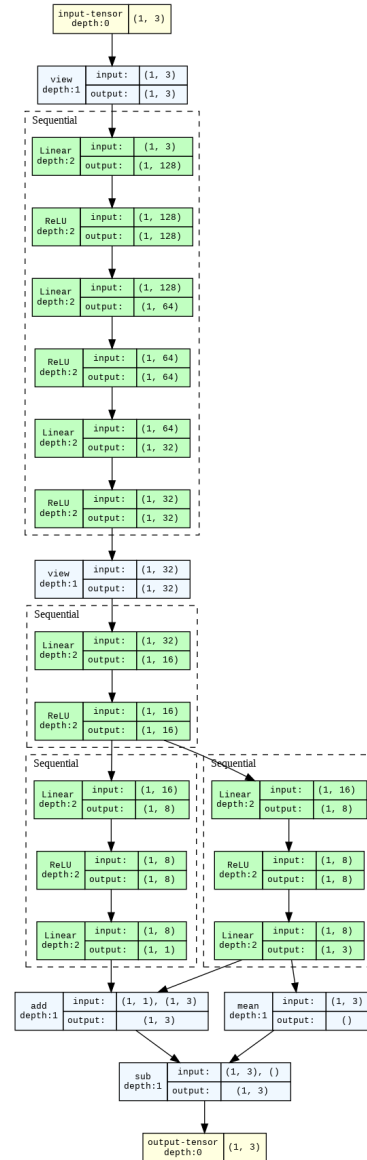 input-tensor depth:0 (1, 3)
view depth:1 input: (1, 3)
output: (1, 3)
Sequential
Linear depth:2 input: (1, 3)
output: (1, 128)
ReLU depth:2 input: (1, 128)
output: (1, 128)
Linear depth:2 input: (1, 128)
output: (1, 64)
ReLU depth:2 input: (1, 64)
output: (1, 64)
Linear depth:2 input: (1, 64)
output: (1, 32)
ReLU depth:2 input: (1, 32)
output: (1, 32)
view depth:1 input: (1, 32)
output: (1, 32)
Sequential
Linear depth:2 input: (1, 32)
output: (1, 16)
ReLU depth:2 input: (1, 16)
output: (1, 16)
Sequential
Linear depth:2 input: (1, 16)
output: (1, 8)
ReLU depth:2 input: (1, 8)
output: (1, 8)
Linear depth:2 input: (1, 8)
output: (1, 1)
Sequential
Linear depth:2 input: (1, 16)
output: (1, 8)
ReLU depth:2 input: (1, 8)
output: (1, 8)
Linear depth:2 input: (1, 8)
output: (1, 3)
add depth:1 input: (1, 1), (1, 3)
output: (1, 3)
mean depth:1 input: (1, 3)
output: ()
sub depth:1 input: (1, 3), ()
output: (1, 3)
output-tensor depth:0 (1, 3)